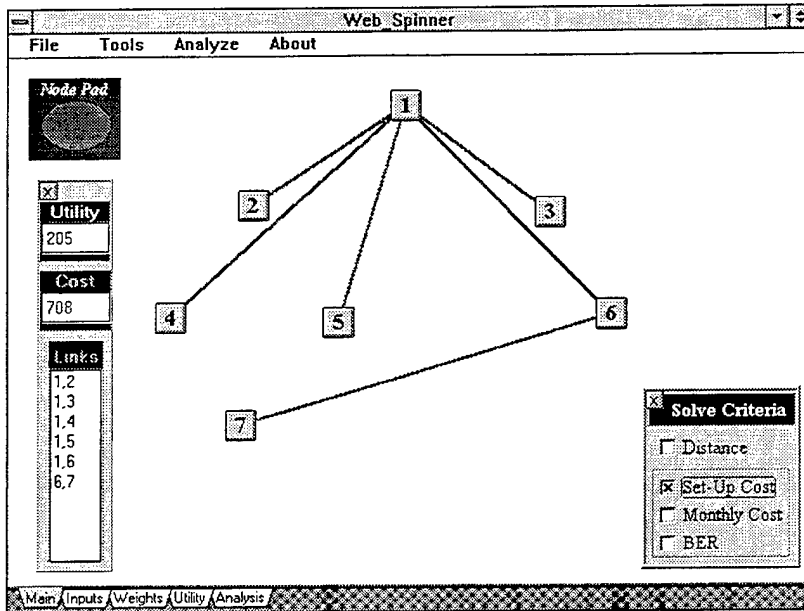 Web_Spinner
File Tools Analyze About
Node Pad
1
2
3
4
5
6
7
x
Utility
205
Cost
708
Links
1,2
1,3
1,4
1,5
1,6
6,7
x
Solve Criteria
Distance
Set-Up Cost
Monthly Cost
BER
Main Inputs Weights Utility Analysis